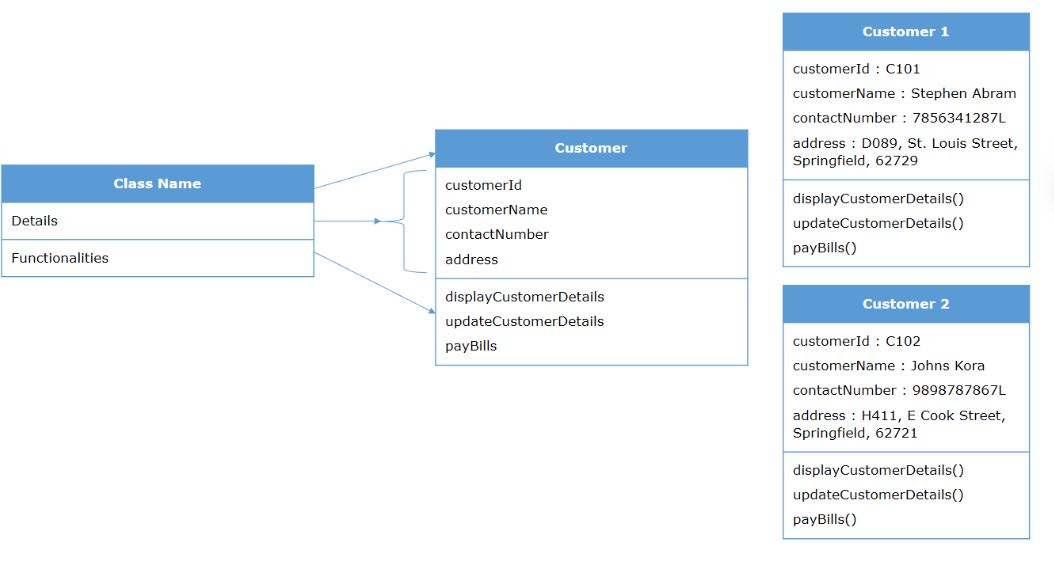 Class Name
Details
Functionalities
Customer
customerId
customerName
contactNumber
address
displayCustomerDetails
updateCustomerDetails
payBills
Customer 1
customerId : C101
customerName : Stephen Abram
contactNumber : 7856341287L
address : D089, St. Louis Street,
Springfield, 62729
displayCustomerDetails()
updateCustomerDetails()
payBills()
Customer 2
customerId : C102
customerName : Johns Kora
contactNumber : 9898787867L
address : H411, E Cook Street,
Springfield, 62721
displayCustomerDetails()
updateCustomerDetails()
payBills()